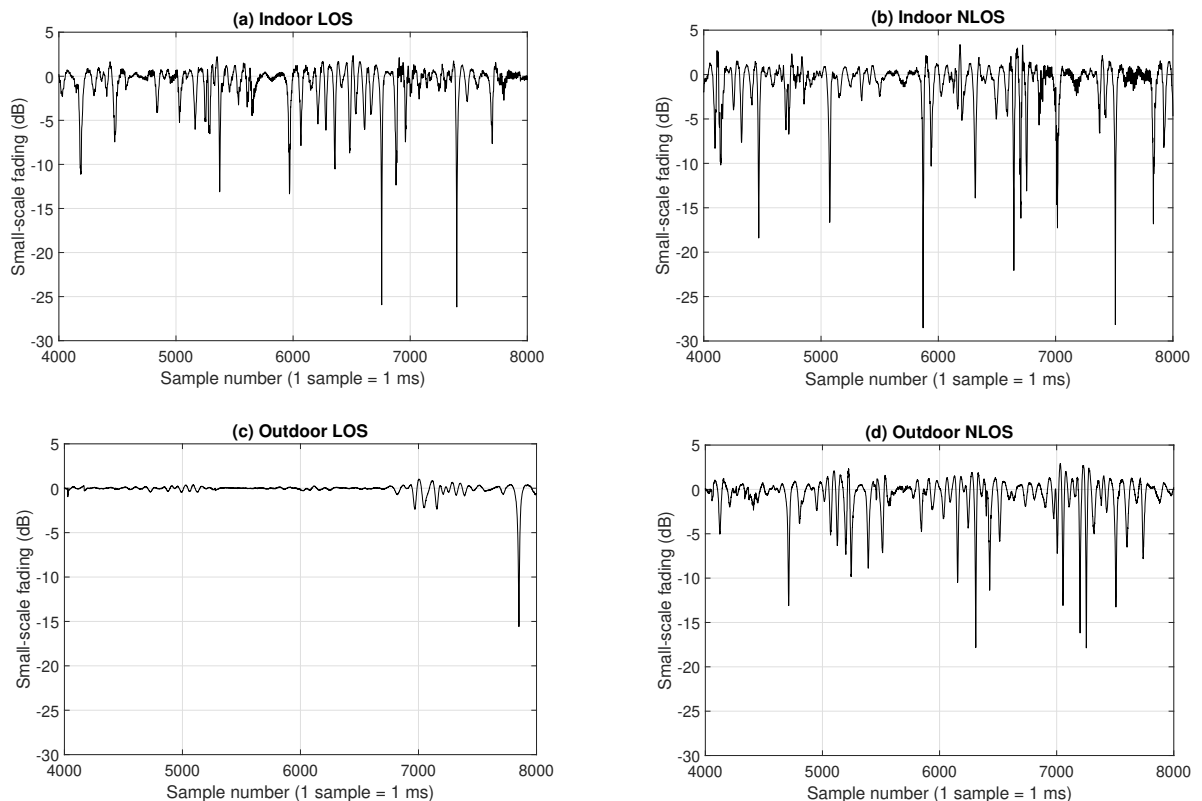 (a) Indoor LOS
5
0
-5
-10
-15
-20
-25
-30
Small-scale fading (dB)
4000 5000 6000 7000 8000
Sample number (1 sample = 1 ms)
(b) Indoor NLOS
5
0
-5
-10
-15
-20
-25
-30
Small-scale fading (dB)
4000 5000 6000 7000 8000
Sample number (1 sample = 1 ms)
(c) Outdoor LOS
5
0
-5
-10
-15
-20
-25
-30
Small-scale fading (dB)
4000 5000 6000 7000 8000
Sample number (1 sample = 1 ms)
(d) Outdoor NLOS
5
0
-5
-10
-15
-20
-25
-30
Small-scale fading (dB)
4000 5000 6000 7000 8000
Sample number (1 sample = 1 ms)